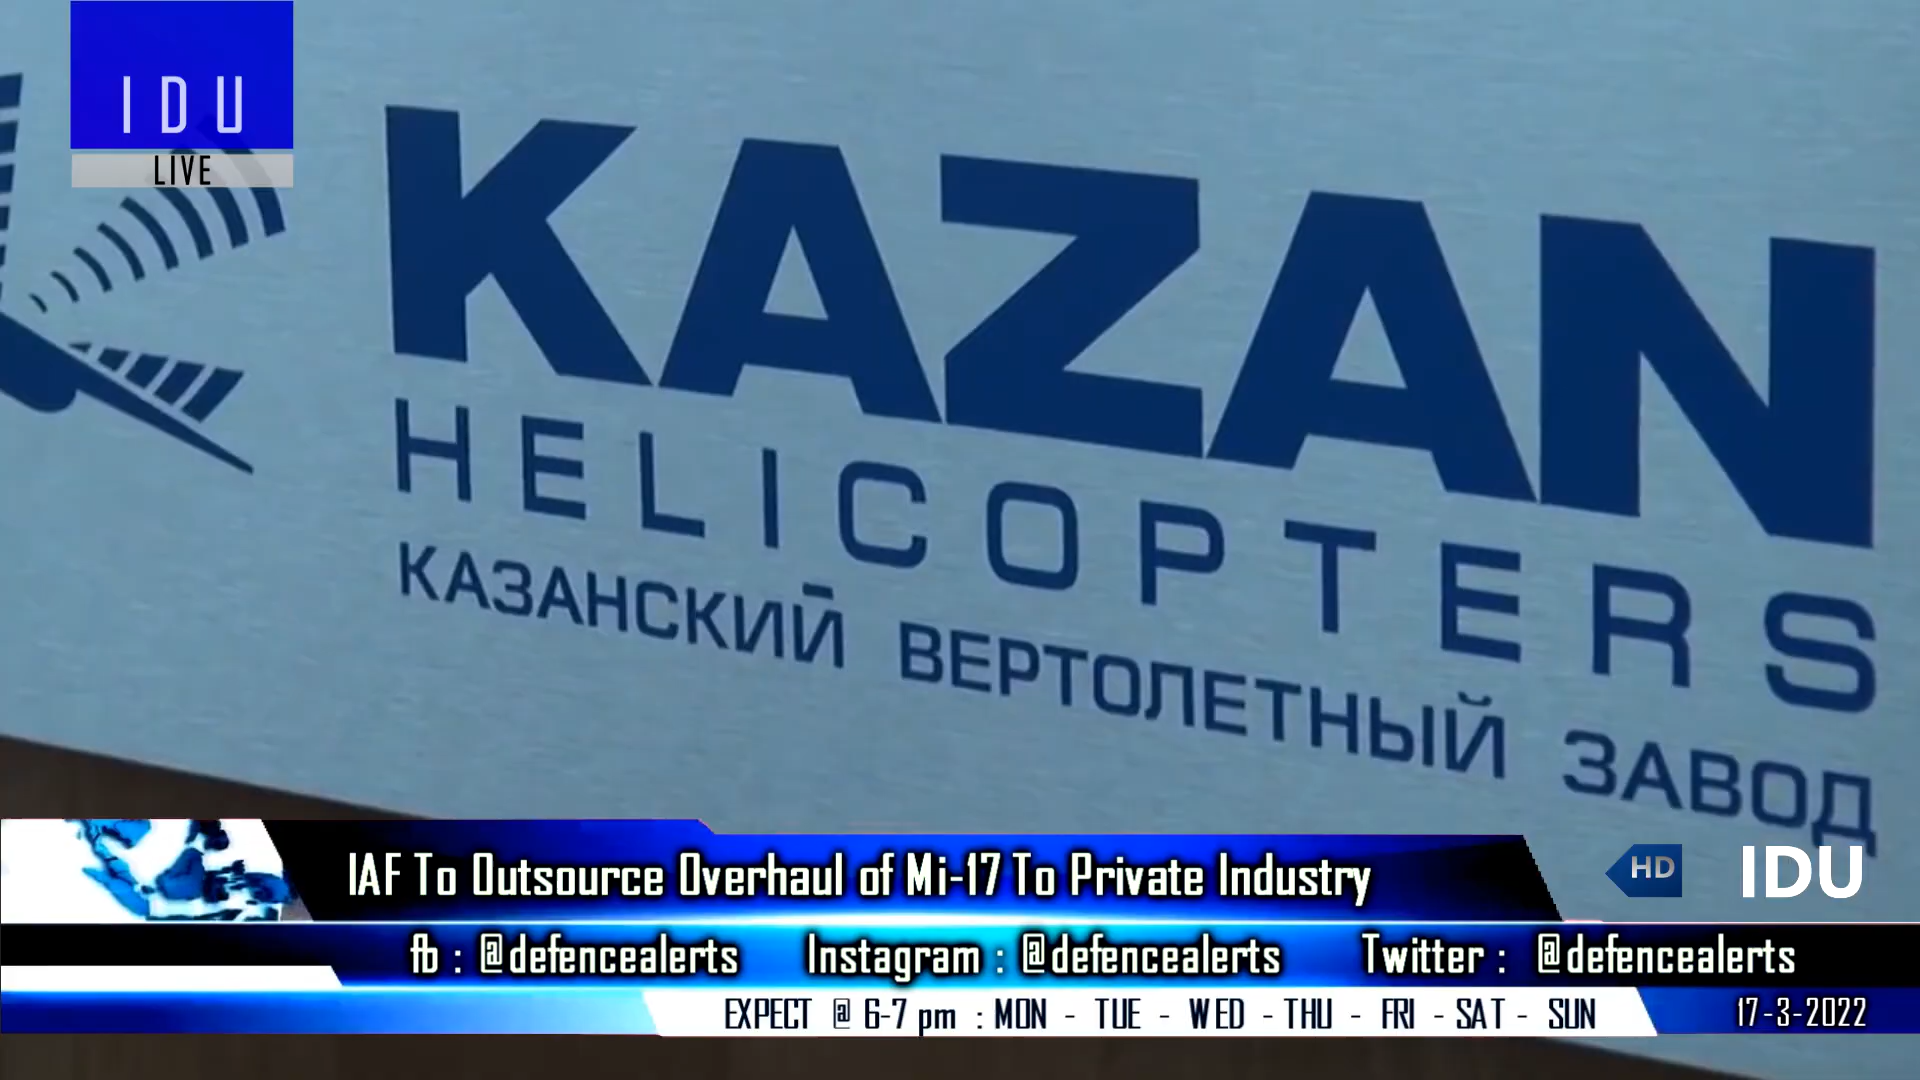 IDU
LIVE
KAZAN
HELICOPTERS
КАЗАНСКИЙ ВЕРТОЛЕТНЫЙ ЗАВОД
IAF To Outsource Overhaul of Mi-17 To Private Industry
HD IDU
fb : @defencealerts Instagram : @defencealerts Twitter : @defencealerts
EXPECT @ 6-7 pm : MON - TUE - WED - THU - FRI - SAT - SUN 17-3-2022